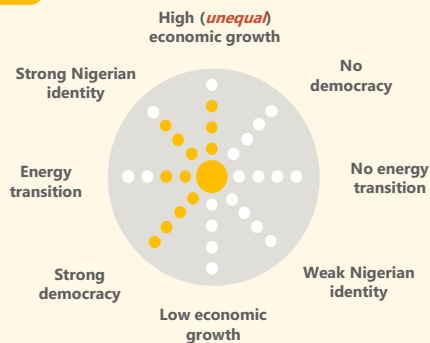 High (unequal)
economic growth
No
democracy
Strong Nigerian
identity
Energy
transition
No energy
transition
Strong
democracy
Weak Nigerian
identity
Low economic
growth